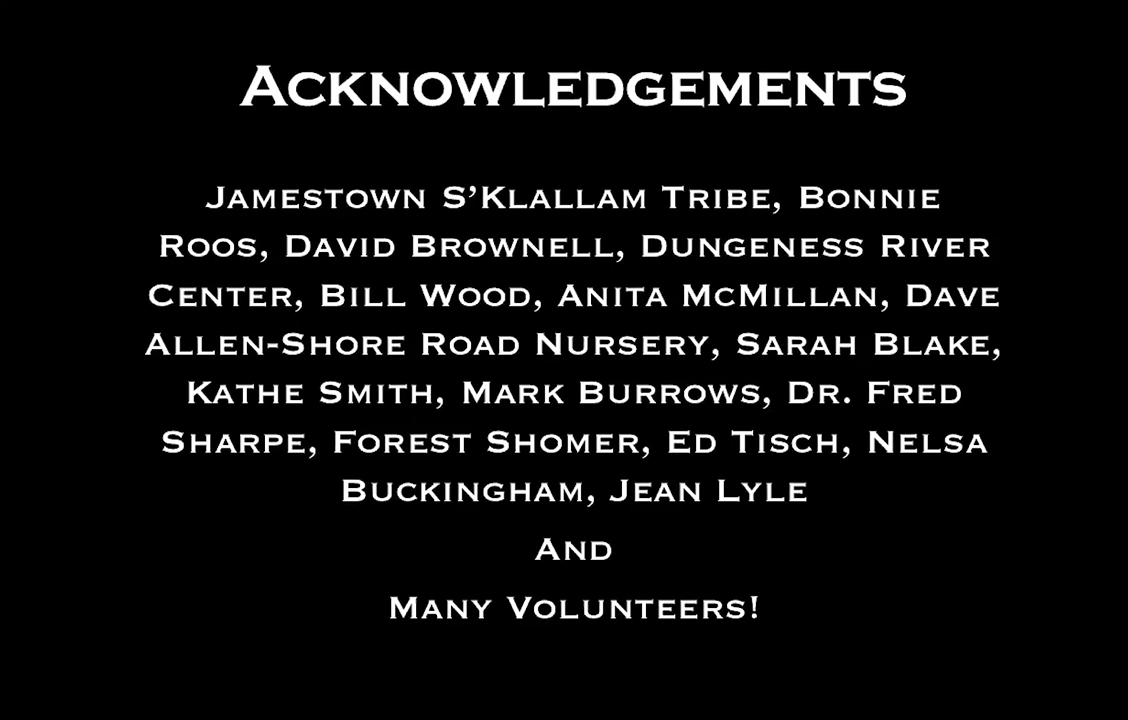 Acknowledgements
Jamestown S’Klallam Tribe, Bonnie
Roos, David Brownell, Dungeness River
Center, Bill Wood, Anita McMillan, Dave
Allen-Shore Road Nursery, Sarah Blake,
Kathe Smith, Mark Burrows, Dr. Fred
Sharpe, Forest Shomer, Ed Tisch, Nelsa
Buckingham, Jean Lyle
And
Many Volunteers!